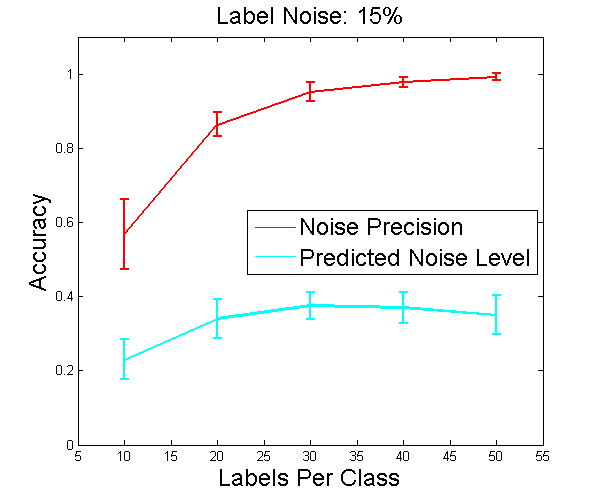 Label Noise: 15%
1
0.8
0.6
0.4
0.2
0
Accuracy
Noise Precision
Predicted Noise Level
5 10 15 20 25 30 35 40 45 50 55
Labels Per Class